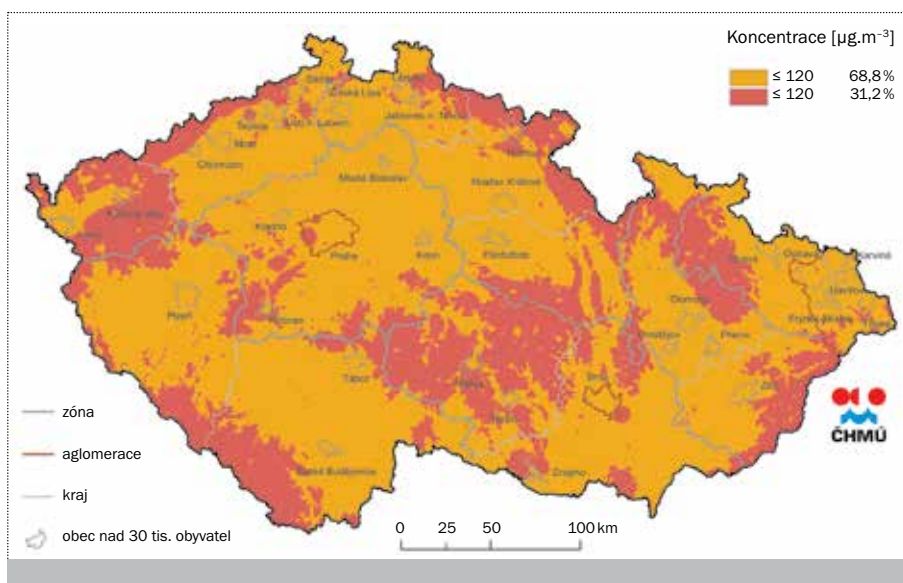 Koncentrace [µg.m⁻³]
≤ 120 68,8 %
≤ 120 31,2 %
Děčín
Česká Lípa
Liberec
Ústí n. Labem
Jablonec n. Nisou
Teplice
Most
Chomutov
Náchod
Mladá Boleslav
Hradec Králové
Karlovy Vary
Kladno
Praha
Kolín
Pardubice
Opava
Ostrava
Karviná
Havířov
Frýdek-Místek
Třinec
Olomouc
Plzeň
Příbram
Prostějov
Přerov
Tábor
Jihlava
Třebíč
Brno
Zlín
České Budějovice
Znojmo
ČHMÚ
zóna
aglomerace
kraj
obec nad 30 tis. obyvatel
0 25 50 100 km